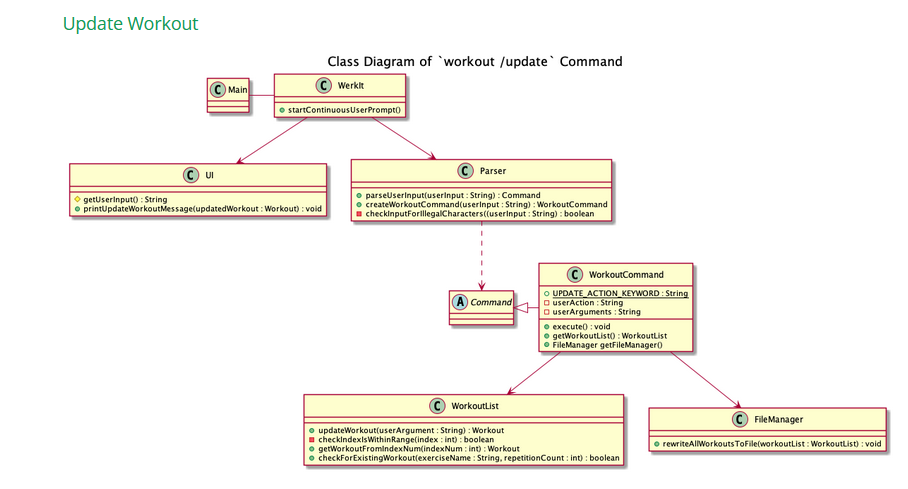 Update Workout
Class Diagram of `workout /update` Command
C Main
C WerkIt
startContinuousUserPrompt()
C UI
getUserInput() : String
printUpdateWorkoutMessage(updatedWorkout : Workout) : void
C Parser
parseUserInput(userInput : String) : Command
createWorkoutCommand(userInput : String) : WorkoutCommand
checkInputForIllegalCharacters((userInput : String) : boolean
A Command
C WorkoutCommand
UPDATE_ACTION_KEYWORD : String
userAction : String
userArguments : String
execute() : void
getWorkoutList() : WorkoutList
FileManager getFileManager()
C WorkoutList
updateWorkout(userArgument : String) : Workout
checkIndexIsWithinRange(index : int) : boolean
getWorkoutFromIndexNum(indexNum : int) : Workout
checkForExistingWorkout(exerciseName : String, repetitionCount : int) : boolean
C FileManager
rewriteAllWorkoutsToFile(workoutList : WorkoutList) : void